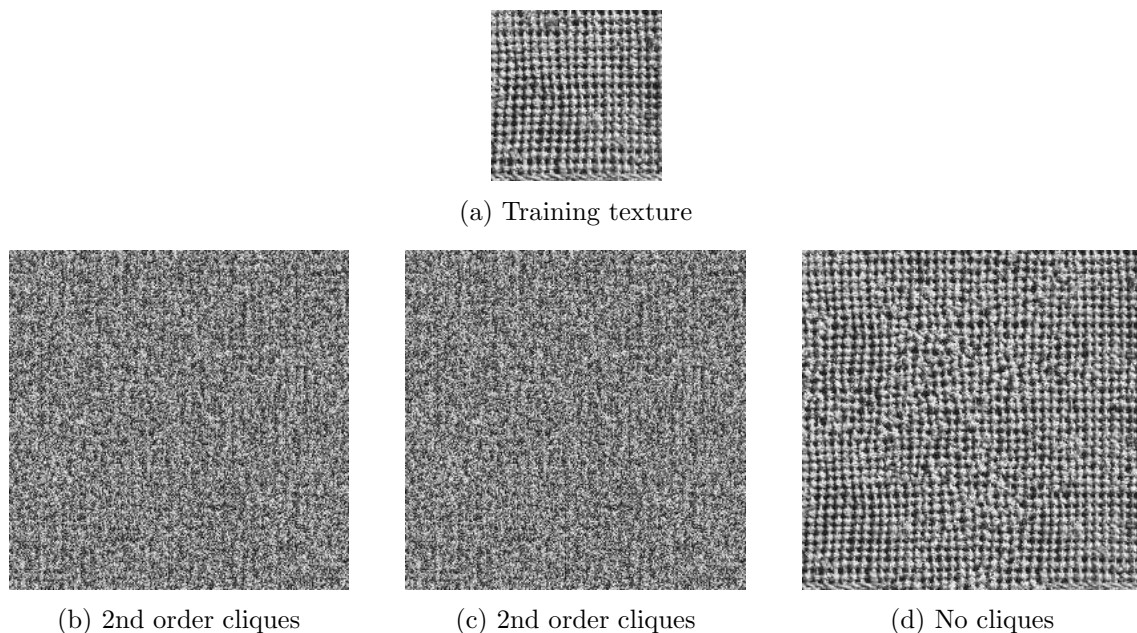 (a) Training texture
(b) 2nd order cliques
(c) 2nd order cliques
(d) No cliques